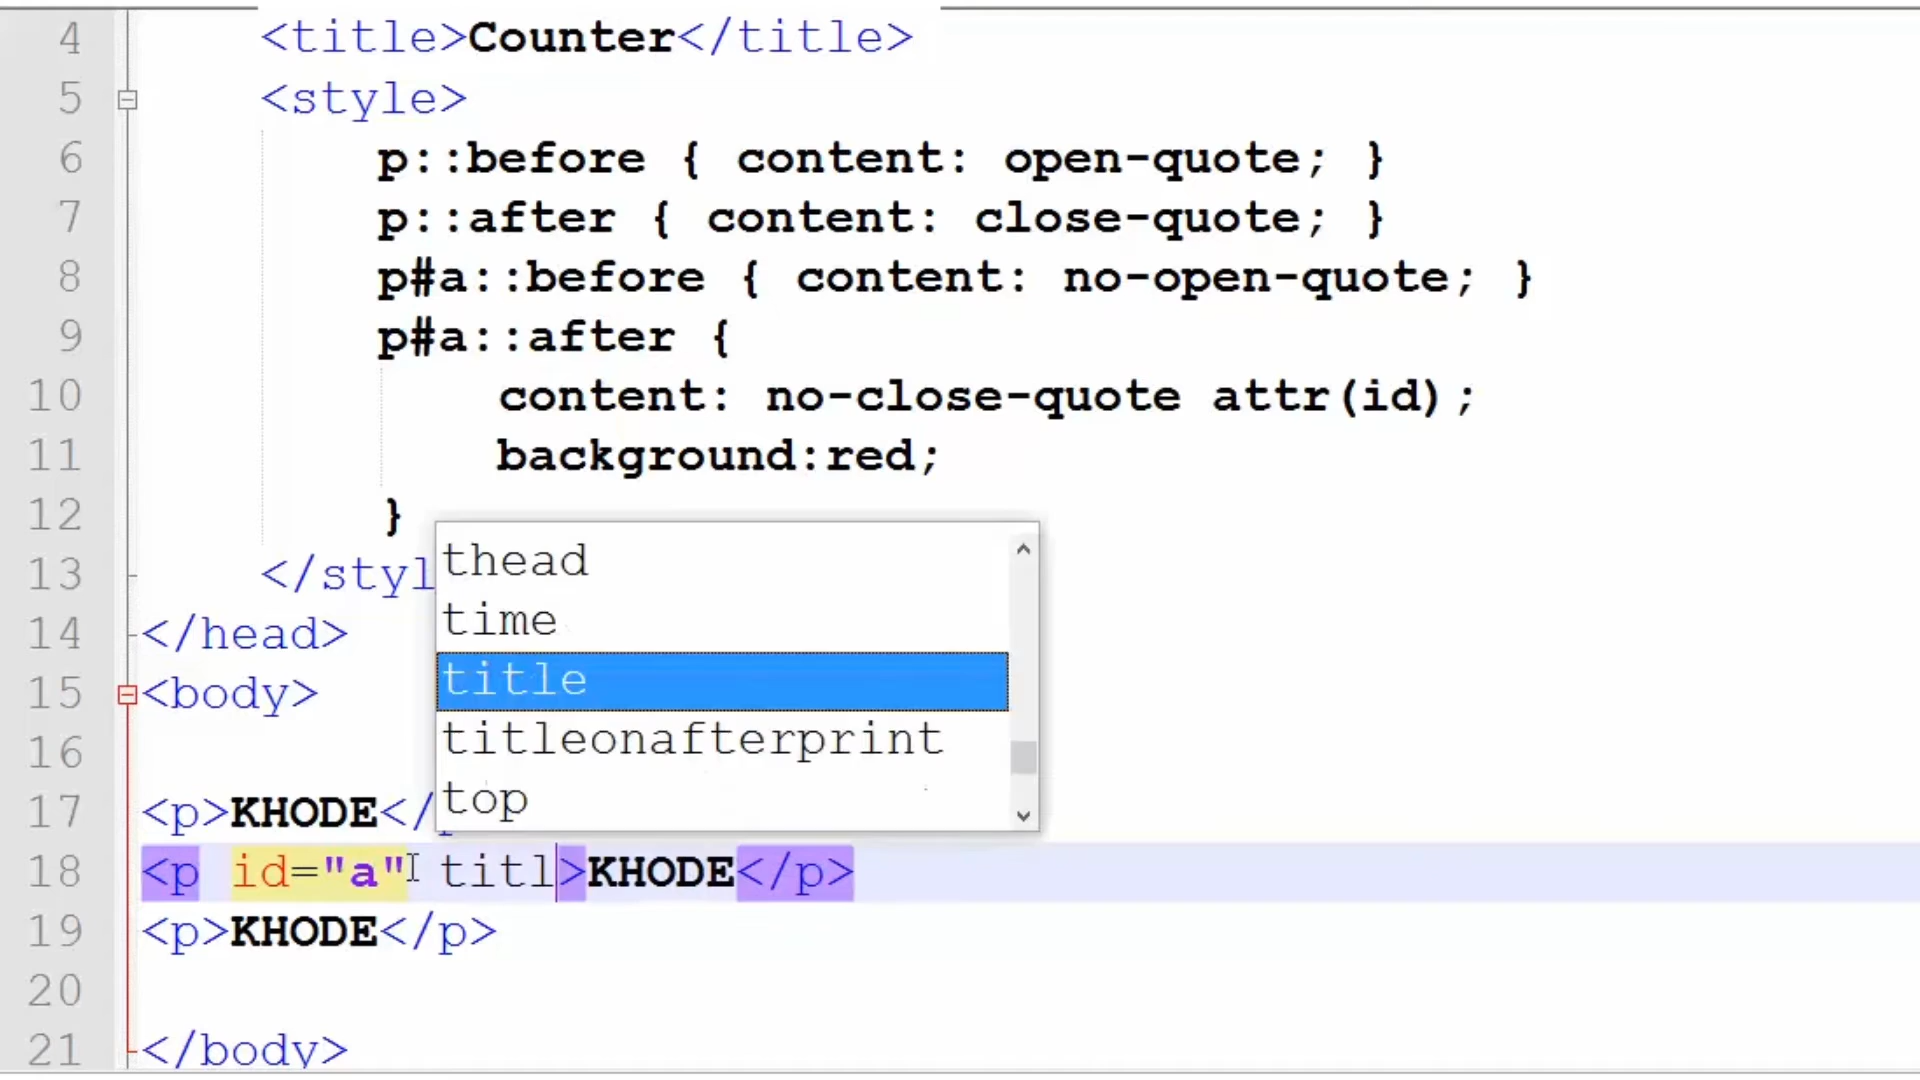 4 <title>Counter</title>
5 <style>
6 p::before { content: open-quote; }
7 p::after { content: close-quote; }
8 p#a::before { content: no-open-quote; }
9 p#a::after {
10 content: no-close-quote attr(id);
11 background:red;
12 }
13 </styl
14 </head>
15 <body>
16
17 <p>KHODE</
18 <p id="a" titl>KHODE</p>
19 <p>KHODE</p>
20
21 </body>
thead
time
title
titleonafterprint
top